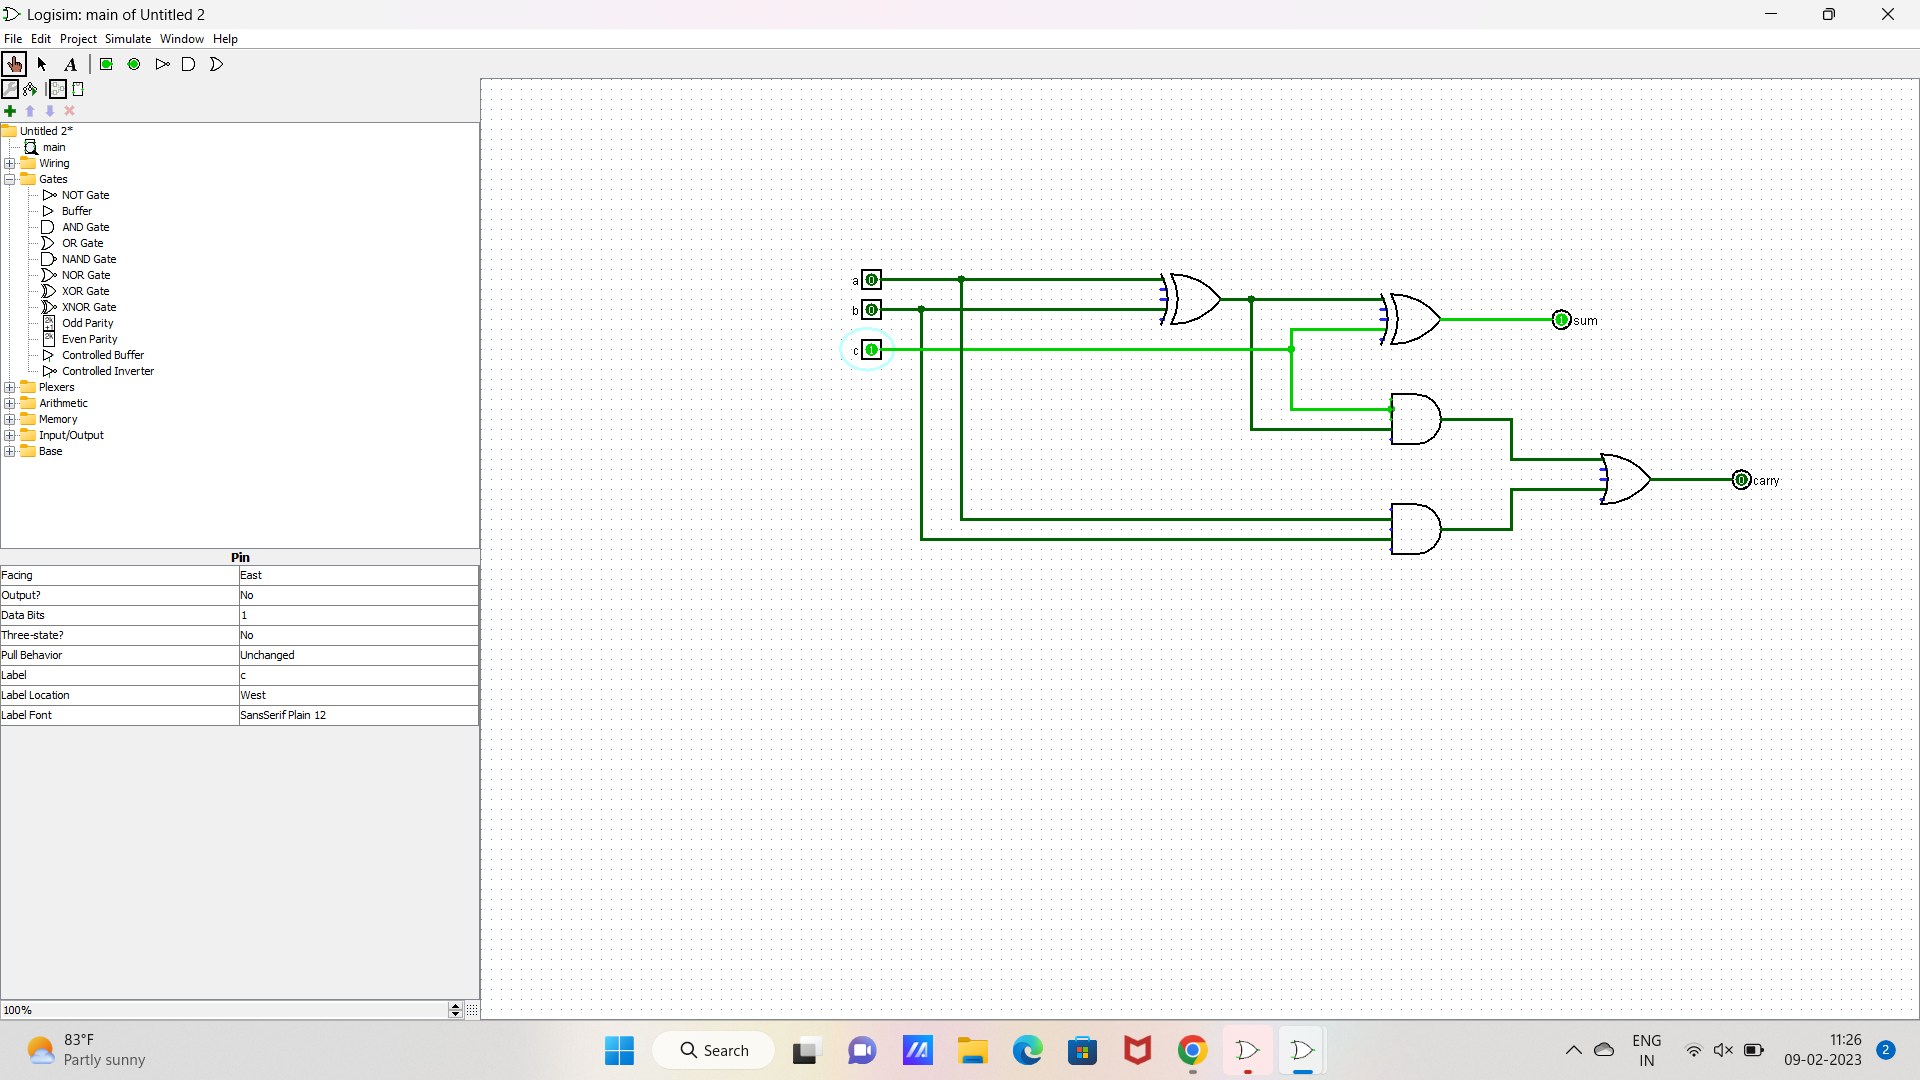 Logisim: main of Untitled 2
File Edit Project Simulate Window Help
A
Untitled 2*
main
Wiring
Gates
NOT Gate
Buffer
AND Gate
OR Gate
NAND Gate
NOR Gate
XOR Gate
XNOR Gate
Odd Parity
Even Parity
Controlled Buffer
Controlled Inverter
Plexers
Arithmetic
Memory
Input/Output
Base
Pin
Facing East
Output? No
Data Bits 1
Three-state? No
Pull Behavior Unchanged
Label c
Label Location West
Label Font SansSerif Plain 12
100%
a 0
b 0
c 1
1 sum
0 carry
83°F
Partly sunny
Search
ENG
IN
11:26
09-02-2023
2